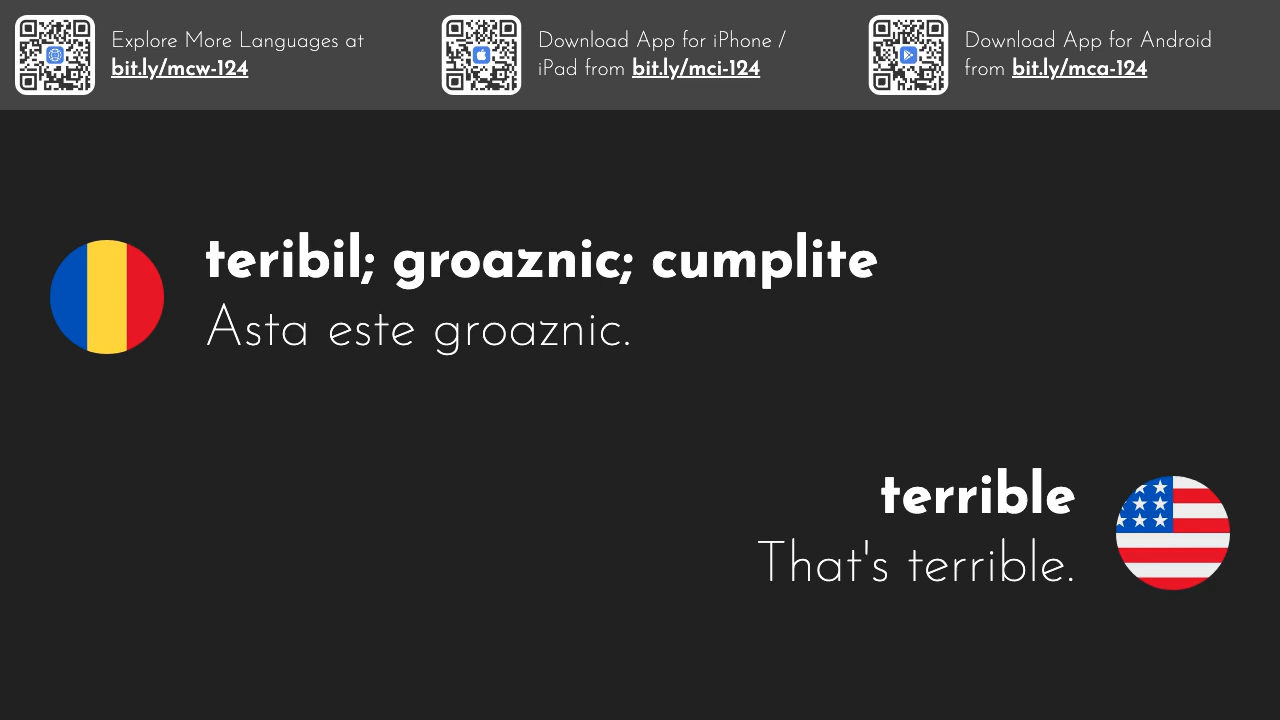 Explore More Languages at
bit.ly/mcw-124
Download App for iPhone /
iPad from bit.ly/mci-124
Download App for Android
from bit.ly/mca-124
teribil; groaznic; cumplite
Asta este groaznic.
terrible
That's terrible.